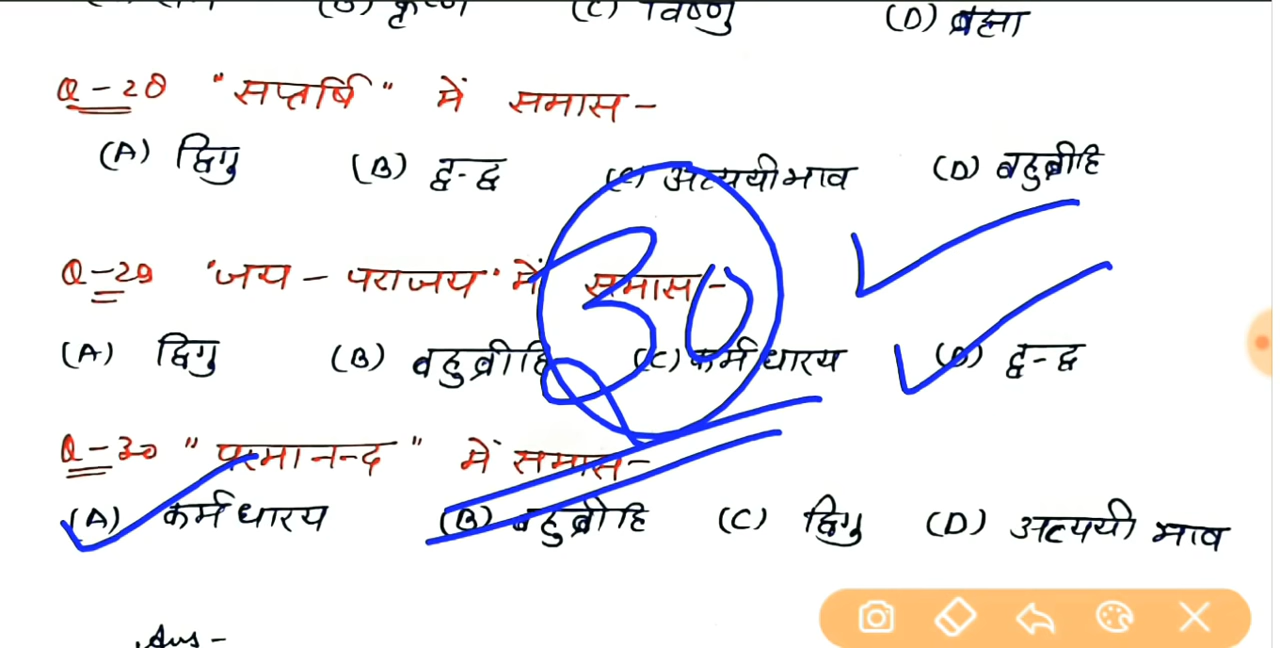 (B) कृष्ण (C) विष्णु (D) ब्रह्मा
Q-28 "सप्तर्षि" में समास-
(A) द्विगु (B) द्वन्द्व (C) अव्ययीभाव (D) बहुब्रीहि
Q-29 'जय - पराजय' में समास-
(A) द्विगु (B) बहुब्रीहि (C) कर्मधारय (D) द्वन्द्व
30
Q-30 "परमानन्द" में समास-
(A) कर्मधारय (B) बहुब्रीहि (C) द्विगु (D) अव्ययी भाव
Ans -